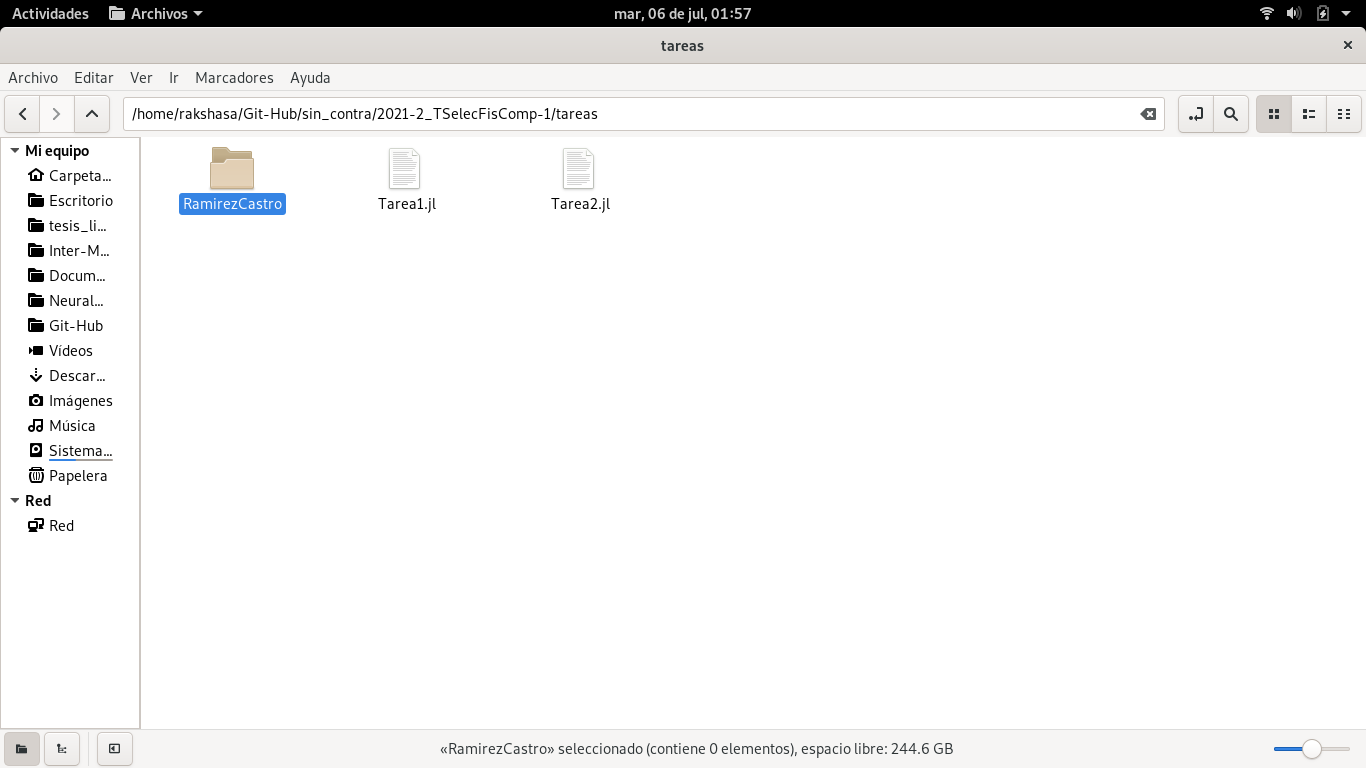 Actividades Archivos mar, 06 de jul, 01:57
tareas
Archivo Editar Ver Ir Marcadores Ayuda
/home/rakshasa/Git-Hub/sin_contra/2021-2_TSelecFisComp-1/tareas
Mi equipo
Carpeta...
Escritorio
tesis_li...
Inter-M...
Docum...
Neural...
Git-Hub
Vídeos
Descar...
Imágenes
Música
Sistema...
Papelera
Red
Red
RamirezCastro Tarea1.jl Tarea2.jl
«RamirezCastro» seleccionado (contiene 0 elementos), espacio libre: 244.6 GB